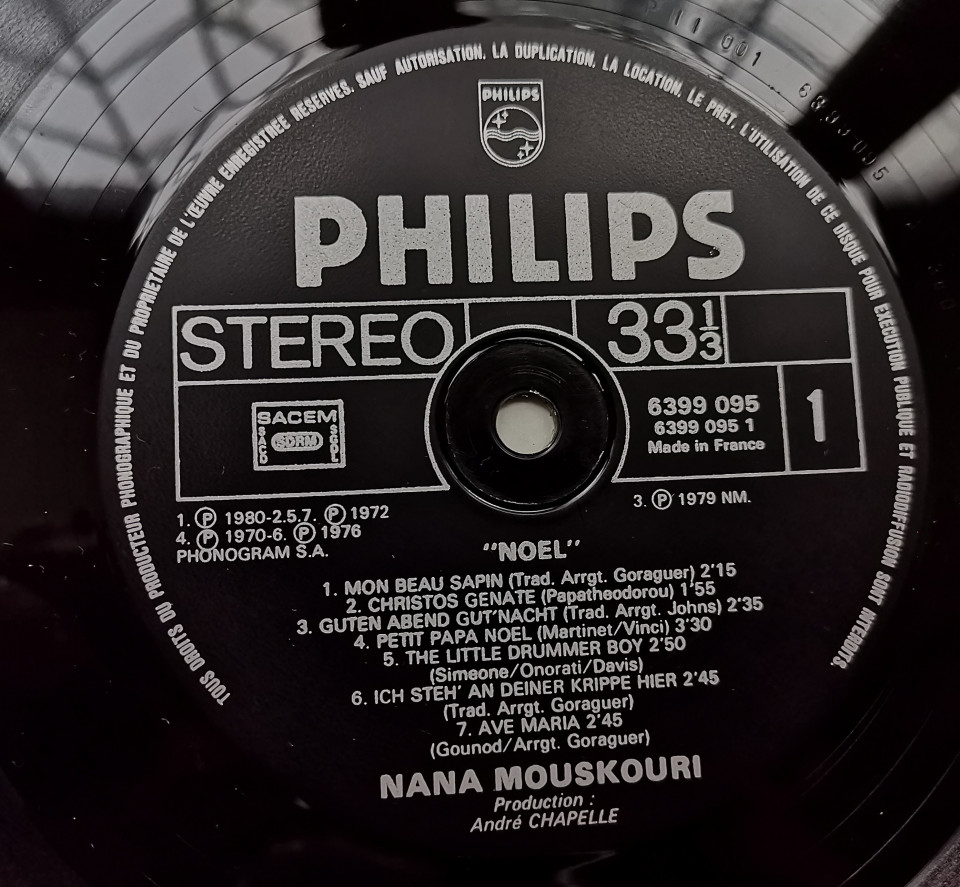 TOUS DROITS DU PRODUCTEUR PHONOGRAPHIQUE ET DU PROPRIETAIRE DE L'ŒUVRE ENREGISTREE RESERVES. SAUF AUTORISATION, LA DUPLICATION, LA LOCATION, LE PRET, L'UTILISATION DE CE DISQUE POUR EXECUTION PUBLIQUE ET RADIODIFFUSION SONT INTERDITS
PHILIPS
PHILIPS
STEREO
33 1/3
SACEM
SACD SDRM SGDL
6399 095
6399 095 1
Made in France
1
1. Ⓟ 1980-2.5.7. Ⓟ 1972
4. Ⓟ 1970-6. Ⓟ 1976
PHONOGRAM S.A.
3. Ⓟ 1979 NM.
"NOEL"
1. MON BEAU SAPIN (Trad. Arrgt. Goraguer) 2'15
2. CHRISTOS GENATE (Papatheodorou) 1'55
3. GUTEN ABEND GUT'NACHT (Trad. Arrgt. Johns) 2'35
4. PETIT PAPA NOEL (Martinet/Vinci) 3'30
5. THE LITTLE DRUMMER BOY 2'50
(Simeone/Onorati/Davis)
6. ICH STEH' AN DEINER KRIPPE HIER 2'45
(Trad. Arrgt. Goraguer)
7. AVE MARIA 2'45
(Gounod/Arrgt. Goraguer)
NANA MOUSKOURI
Production :
André CHAPELLE